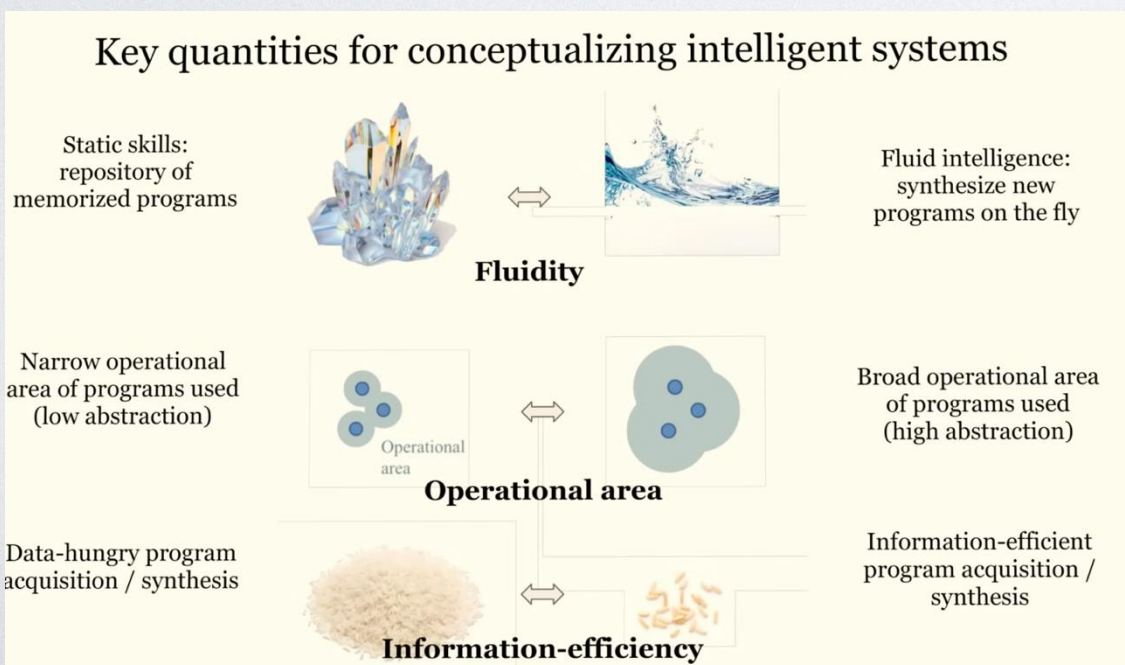 Key quantities for conceptualizing intelligent systems
Static skills:
repository of
memorized programs
Fluid intelligence:
synthesize new
programs on the fly
Fluidity
Narrow operational
area of programs used
(low abstraction)
Operational
area
Broad operational area
of programs used
(high abstraction)
Operational area
Data-hungry program
acquisition / synthesis
Information-efficient
program acquisition /
synthesis
Information-efficiency